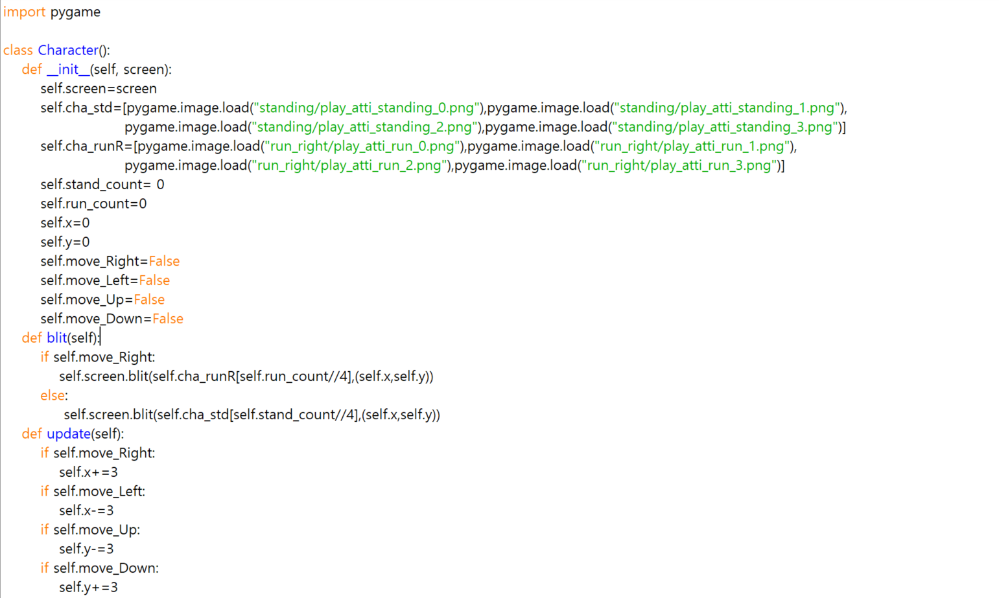 import pygame

class Character():
    def __init__(self, screen):
        self.screen=screen
        self.cha_std=[pygame.image.load("standing/play_atti_standing_0.png"),pygame.image.load("standing/play_atti_standing_1.png"),
                      pygame.image.load("standing/play_atti_standing_2.png"),pygame.image.load("standing/play_atti_standing_3.png")]
        self.cha_runR=[pygame.image.load("run_right/play_atti_run_0.png"),pygame.image.load("run_right/play_atti_run_1.png"),
                      pygame.image.load("run_right/play_atti_run_2.png"),pygame.image.load("run_right/play_atti_run_3.png")]
        self.stand_count= 0
        self.run_count=0
        self.x=0
        self.y=0
        self.move_Right=False
        self.move_Left=False
        self.move_Up=False
        self.move_Down=False
    def blit(self):
        if self.move_Right:
            self.screen.blit(self.cha_runR[self.run_count//4],(self.x,self.y))
        else:
             self.screen.blit(self.cha_std[self.stand_count//4],(self.x,self.y))
    def update(self):
        if self.move_Right:
            self.x+=3
        if self.move_Left:
            self.x-=3
        if self.move_Up:
            self.y-=3
        if self.move_Down:
            self.y+=3